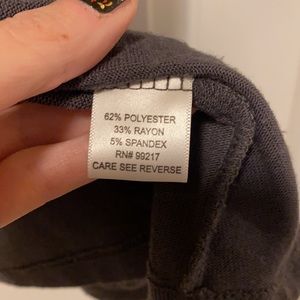 62% POLYESTER
33% RAYON
5% SPANDEX
RN# 99217
CARE SEE REVERSE